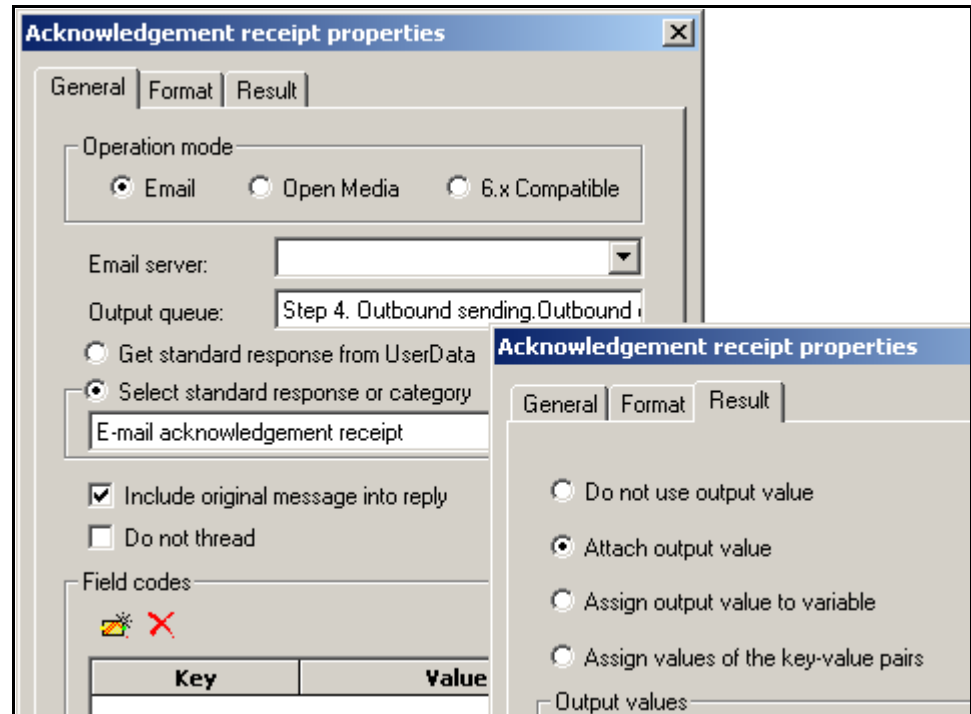 Acknowledgement receipt properties
General Format Result
Operation mode
Email Open Media 6.x Compatible
Email server:
Output queue: Step 4. Outbound sending.Outbound
Get standard response from UserData
Select standard response or category
E-mail acknowledgement receipt
Include original message into reply
Do not thread
Field codes
Key Value
Acknowledgement receipt properties
General Format Result
Do not use output value
Attach output value
Assign output value to variable
Assign values of the key-value pairs
Output values